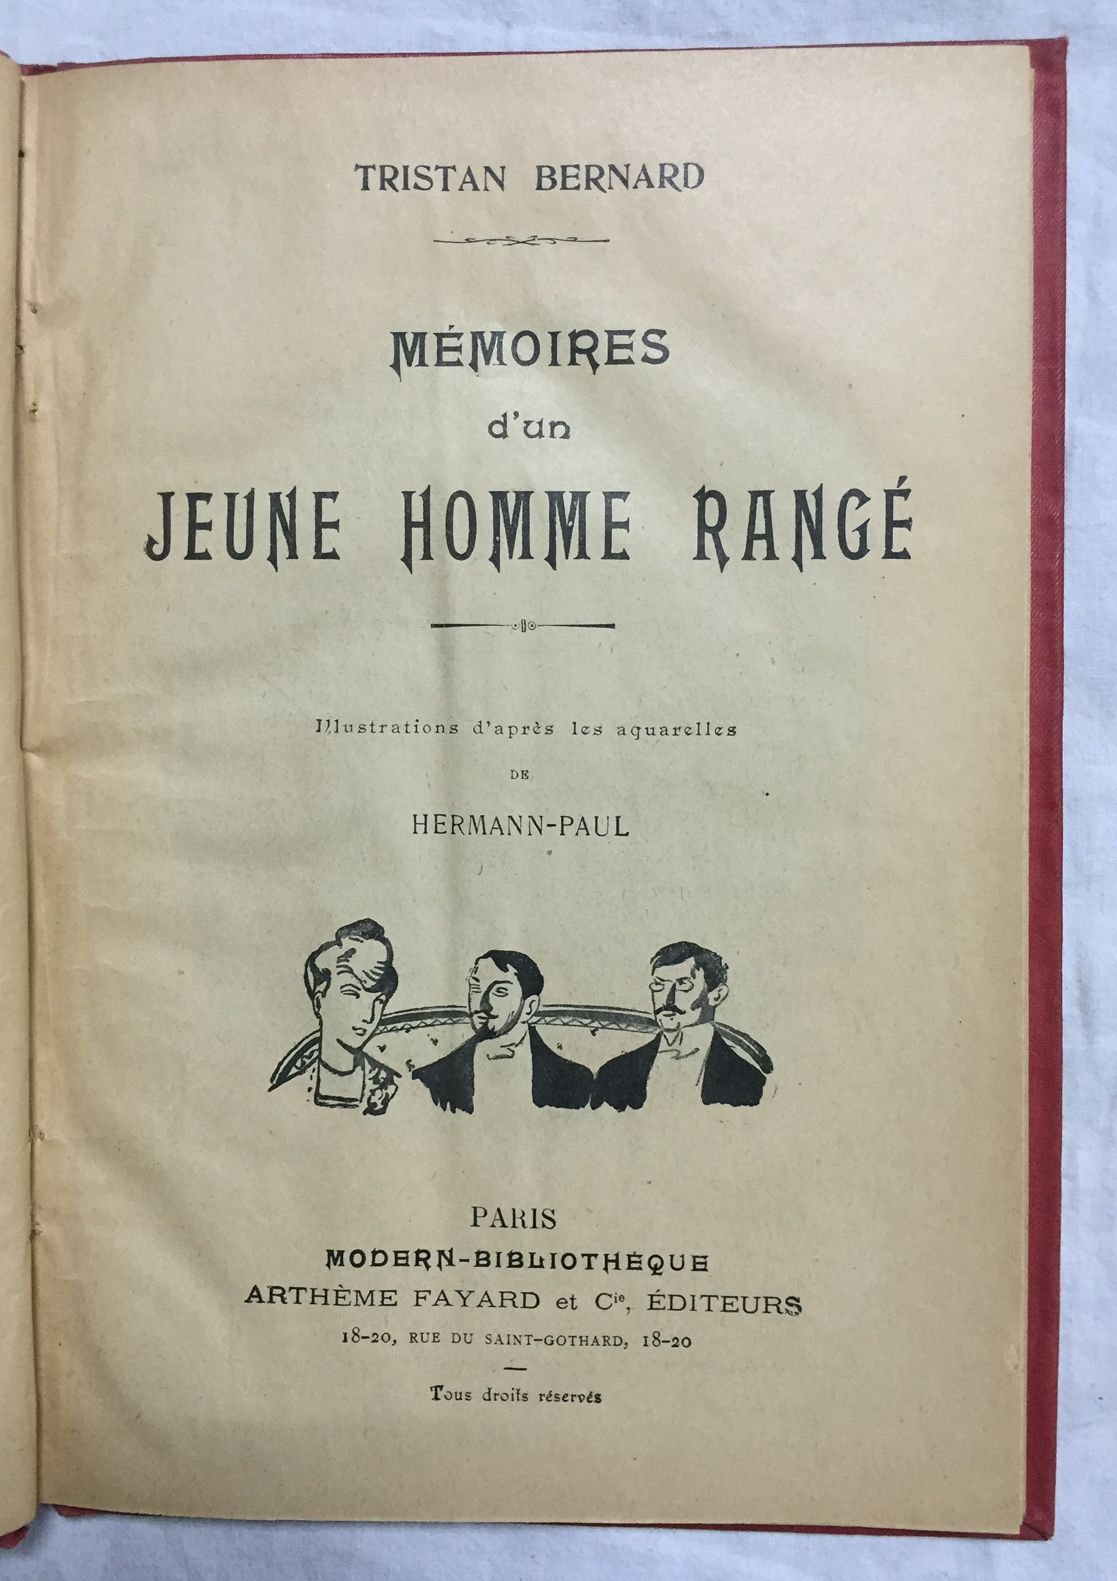 TRISTAN BERNARD
MÉMOIRES
d'un
JEUNE HOMME RANGÉ
Illustrations d'après les aquarelles
DE
HERMANN-PAUL
PARIS
MODERN-BIBLIOTHÈQUE
ARTHÈME FAYARD et Cie, ÉDITEURS
18-20, RUE DU SAINT-GOTHARD, 18-20
Tous droits réservés